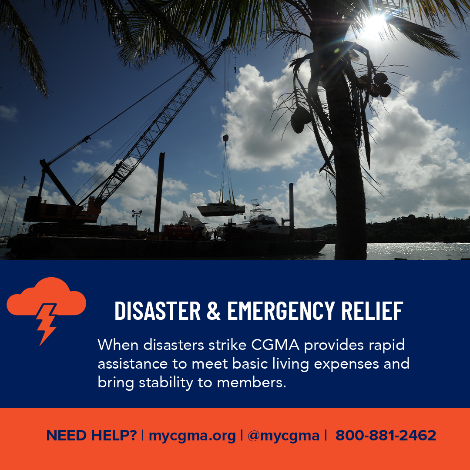 DISASTER & EMERGENCY RELIEF
When disasters strike CGMA provides rapid
assistance to meet basic living expenses and
bring stability to members.
NEED HELP? | mycgma.org | @mycgma | 800-881-2462